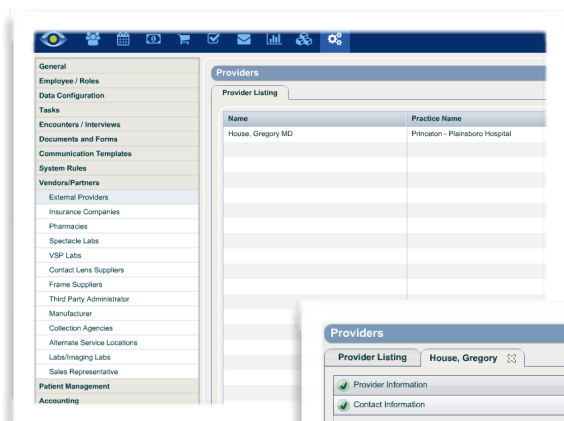 General
Employee / Roles
Data Configuration
Tasks
Encounters / Interviews
Documents and Forms
Communication Templates
System Rules
Vendors/Partners
External Providers
Insurance Companies
Pharmacies
Spectacle Labs
VSP Labs
Contact Lens Suppliers
Frame Suppliers
Third Party Administrator
Manufacturer
Collection Agencies
Alternate Service Locations
Labs/Imaging Labs
Sales Representative
Patient Management
Accounting
Providers
Provider Listing
Name Practice Name
House, Gregory MD Princeton - Plainsboro Hospital
Providers
Provider Listing House, Gregory
Provider Information
Contact Information